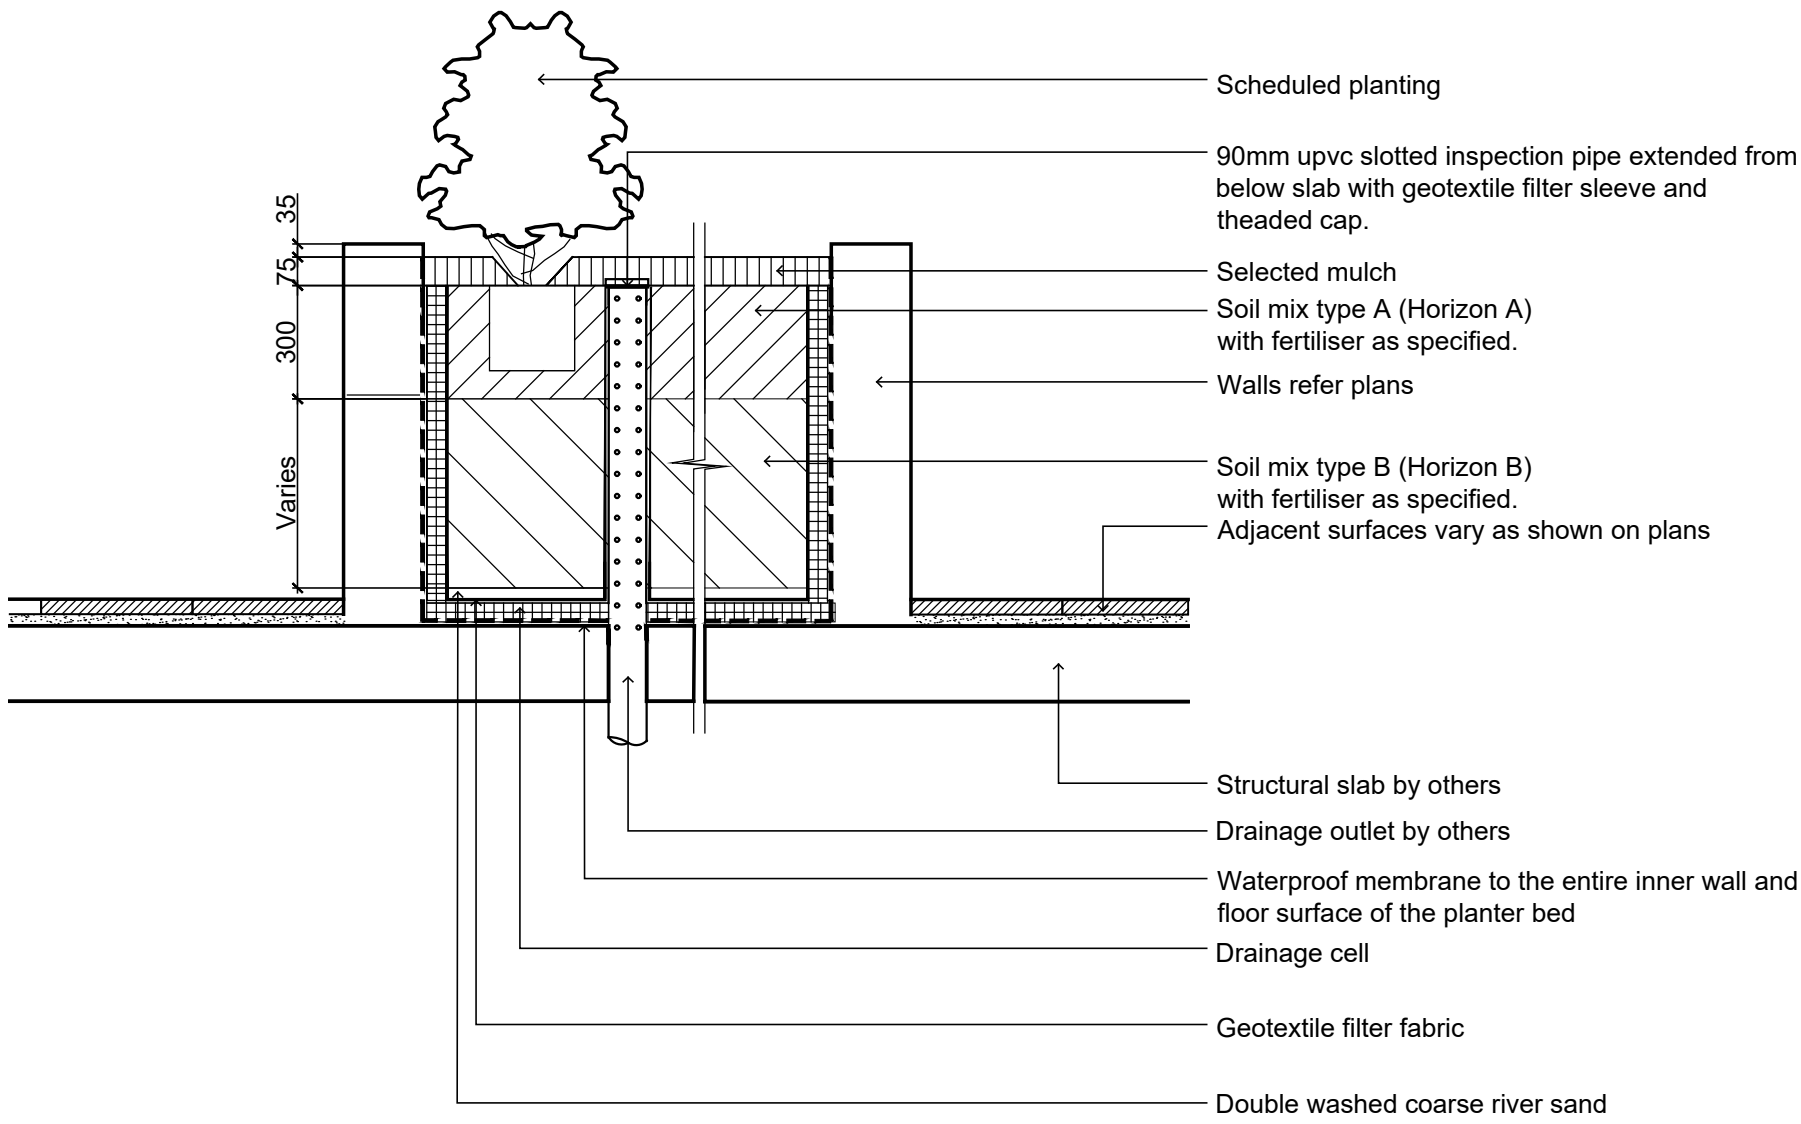 Scheduled planting
90mm upvc slotted inspection pipe extended from
below slab with geotextile filter sleeve and
theaded cap.
35
75
300
Varies
Selected mulch
Soil mix type A (Horizon A)
with fertiliser as specified.
Walls refer plans
Soil mix type B (Horizon B)
with fertiliser as specified.
Adjacent surfaces vary as shown on plans
Structural slab by others
Drainage outlet by others
Waterproof membrane to the entire inner wall and
floor surface of the planter bed
Drainage cell
Geotextile filter fabric
Double washed coarse river sand